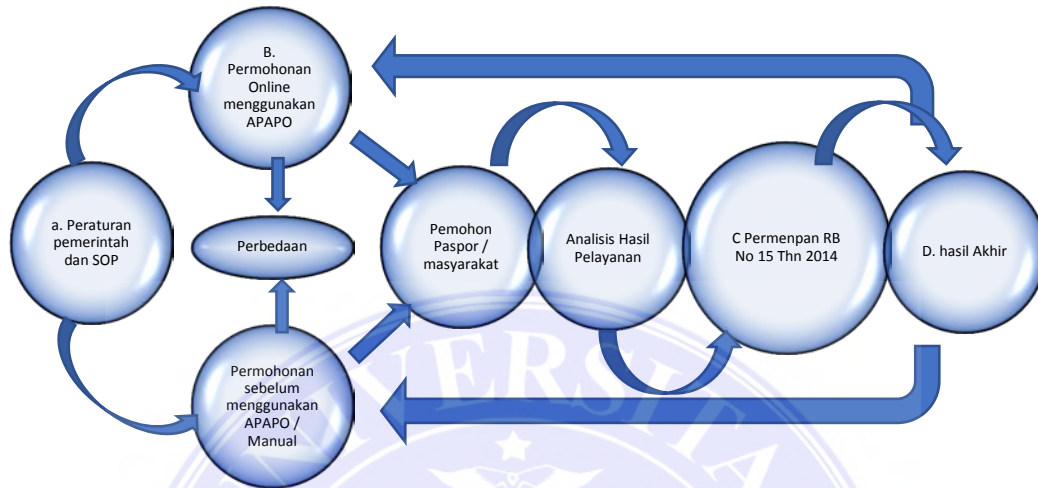 B.
Permohonan
Online
menggunakan
APAPO
a. Peraturan
pemerintah
dan SOP
Perbedaan
Permohonan
sebelum
menggunakan
APAPO /
Manual
Pemohon
Paspor /
masyarakat
Analisis Hasil
Pelayanan
C Permenpan RB
No 15 Thn 2014
D. hasil Akhir
NIVERSITA